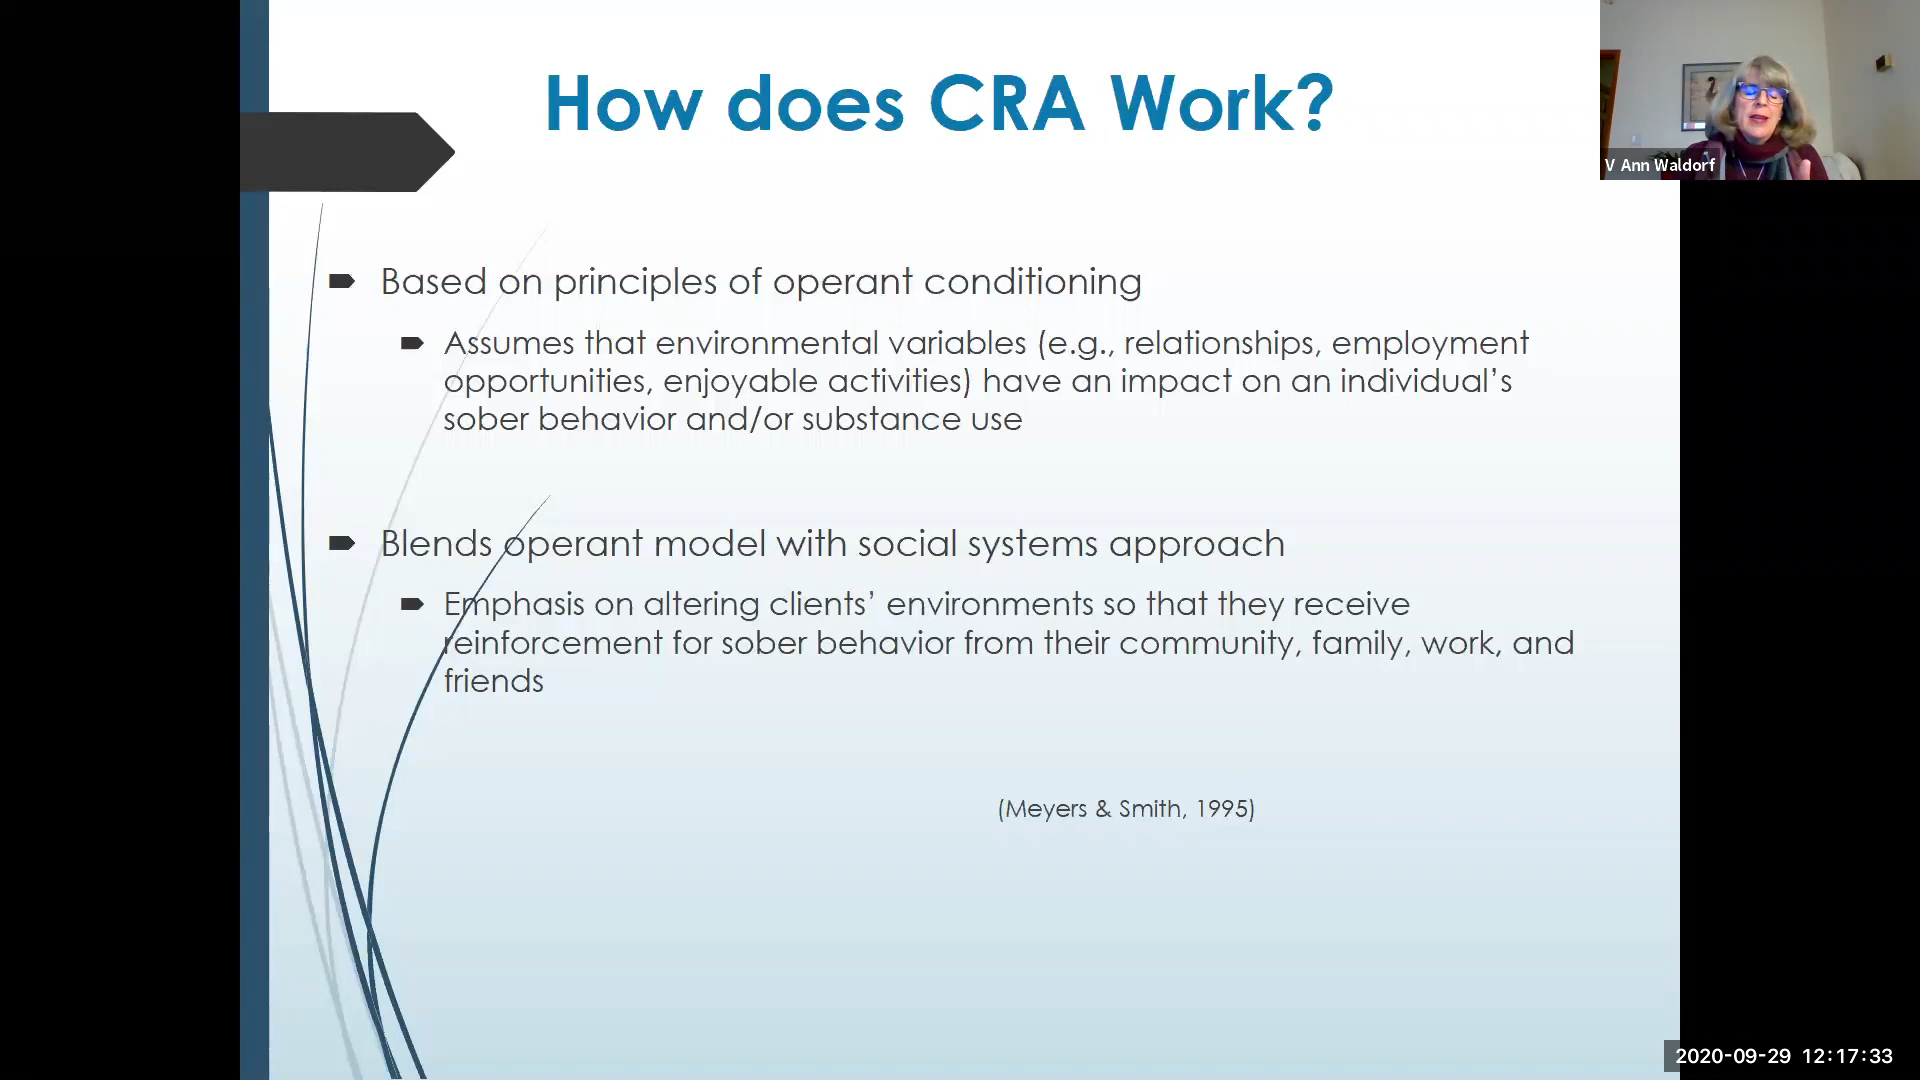 How does CRA Work?
V Ann Waldorf
Based on principles of operant conditioning
Assumes that environmental variables (e.g., relationships, employment
opportunities, enjoyable activities) have an impact on an individual’s
sober behavior and/or substance use
Blends operant model with social systems approach
Emphasis on altering clients’ environments so that they receive
reinforcement for sober behavior from their community, family, work, and
friends
(Meyers & Smith, 1995)
2020-09-29 12:17:33